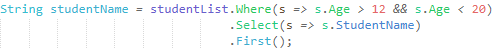 String studentName = studentList.Where(s => s.Age > 12 && s.Age < 20)
.Select(s => s.StudentName)
.First();